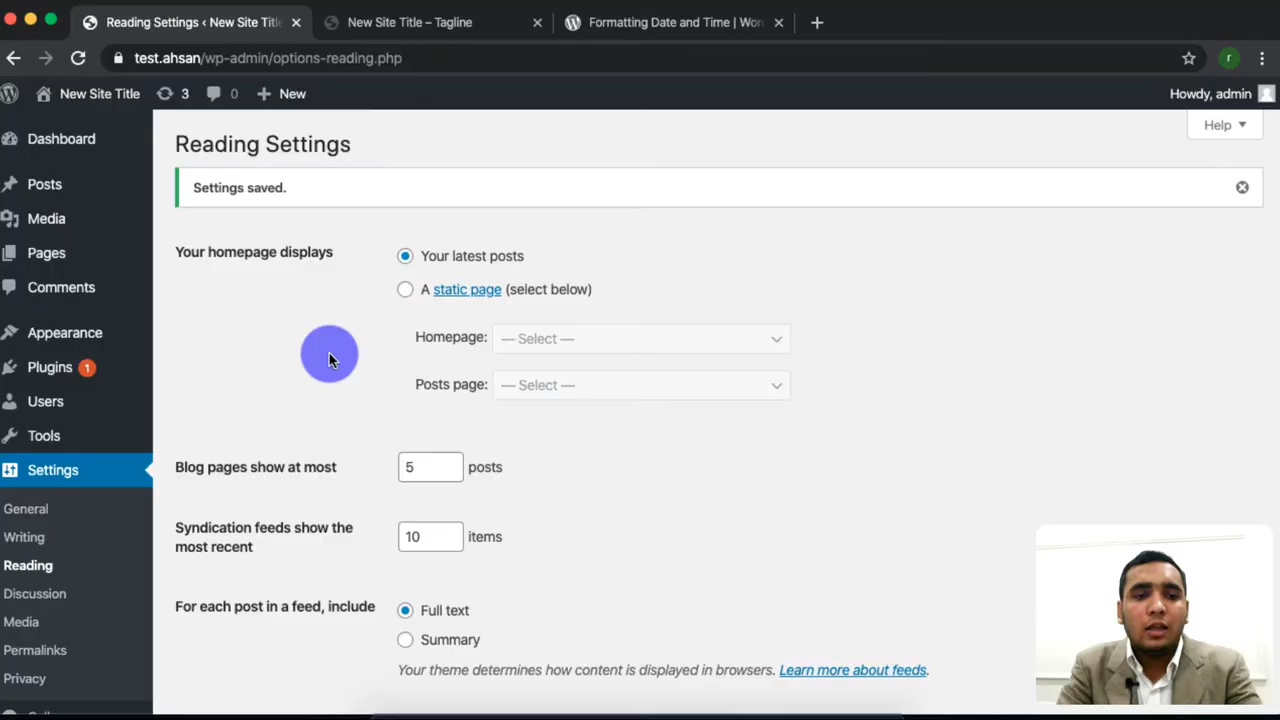 Reading Settings ‹ New Site Title
New Site Title – Tagline
Formatting Date and Time | Wor
test.ahsan/wp-admin/options-reading.php
r
New Site Title
3
0
New
Howdy, admin
Help
Dashboard
Posts
Media
Pages
Comments
Appearance
Plugins 1
Users
Tools
Settings
General
Writing
Reading
Discussion
Media
Permalinks
Privacy
Reading Settings
Settings saved.
Your homepage displays
Your latest posts
A static page (select below)
Homepage: — Select —
Posts page: — Select —
Blog pages show at most
5 posts
Syndication feeds show the
most recent
10 items
For each post in a feed, include
Full text
Summary
Your theme determines how content is displayed in browsers. Learn more about feeds.